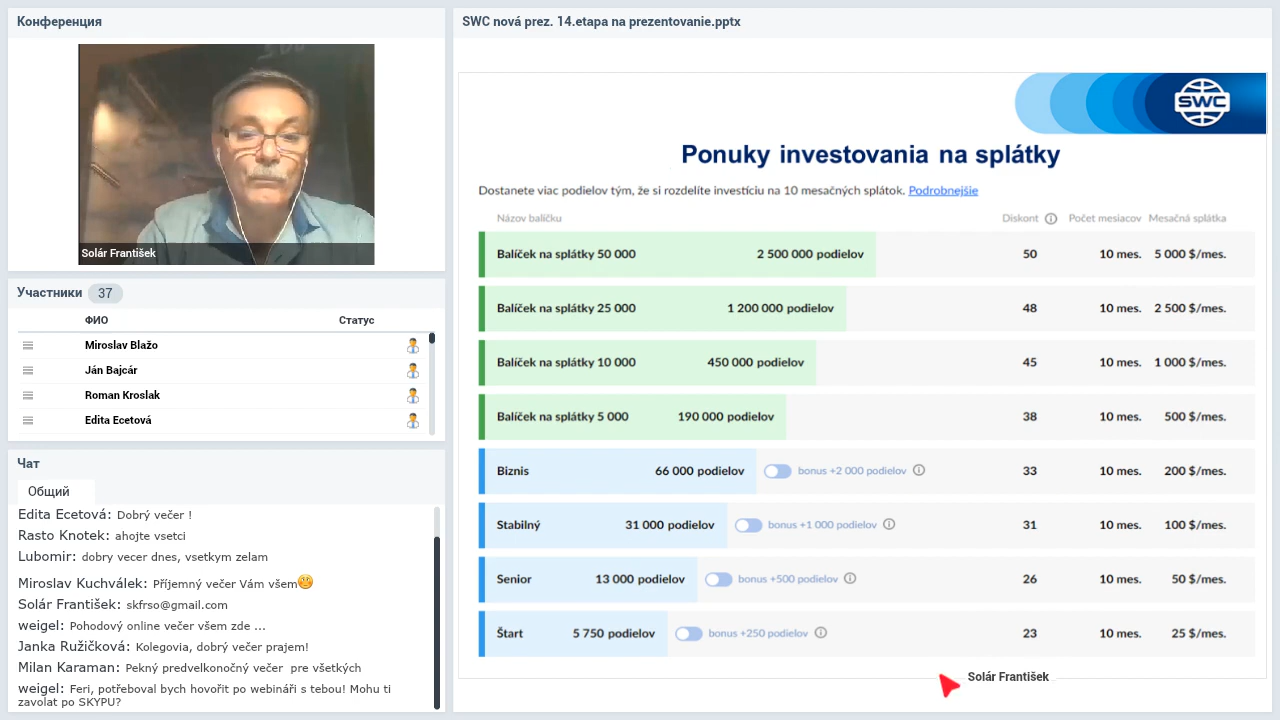 Конференция
Solár František
Участники 37
ФИО Статус
Miroslav Blažo
Ján Bajcár
Roman Kroslak
Edita Ecetová
Чат
Общий
Edita Ecetová: Dobrý večer !
Rasto Knotek: ahojte vsetci
Lubomir: dobry vecer dnes, vsetkym zelam
Miroslav Kuchválek: Příjemný večer Vám všem
Solár František: skfrso@gmail.com
weigel: Pohodový online večer všem zde ...
Janka Ružičková: Kolegovia, dobrý večer prajem!
Milan Karaman: Pekný predvelkonočný večer pre všetkých
weigel: Feri, potřeboval bych hovořit po webináři s tebou! Mohu ti
zavolat po SKYPU?
SWC nová prez. 14.etapa na prezentovanie.pptx
SWC
Ponuky investovania na splátky
Dostanete viac podielov tým, že si rozdelíte investíciu na 10 mesačných splátok. Podrobnejšie
Názov balíčku Diskont Počet mesiacov Mesačná splátka
Balíček na splátky 50 000 2 500 000 podielov 50 10 mes. 5 000 $/mes.
Balíček na splátky 25 000 1 200 000 podielov 48 10 mes. 2 500 $/mes.
Balíček na splátky 10 000 450 000 podielov 45 10 mes. 1 000 $/mes.
Balíček na splátky 5 000 190 000 podielov 38 10 mes. 500 $/mes.
Biznis 66 000 podielov bonus +2 000 podielov 33 10 mes. 200 $/mes.
Stabilný 31 000 podielov bonus +1 000 podielov 31 10 mes. 100 $/mes.
Senior 13 000 podielov bonus +500 podielov 26 10 mes. 50 $/mes.
Štart 5 750 podielov bonus +250 podielov 23 10 mes. 25 $/mes.
Solár František